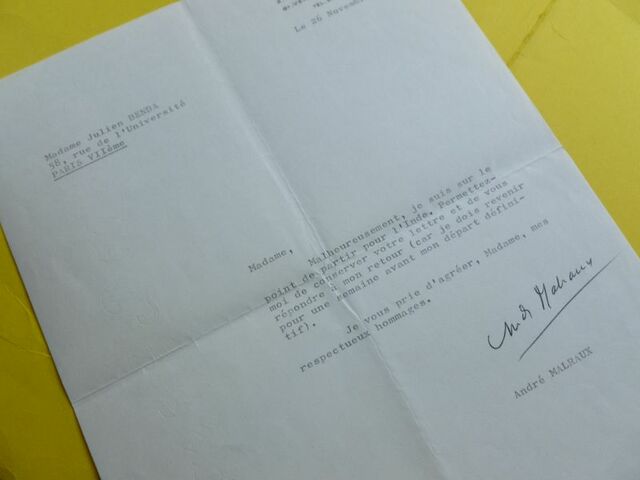 Le 26 Novemb
Madame Julien BENDA
58, rue de l'Université
PARIS VIIème
Madame,
Malheureusement, je suis sur le
point de partir pour l'Inde. Permettez-
moi de conserver votre lettre et de vous
répondre à mon retour (car je dois revenir
pour une semaine avant mon départ défini-
tif).
Je vous prie d'agréer, Madame, mes
respectueux hommages.
André Malraux
André MALRAUX